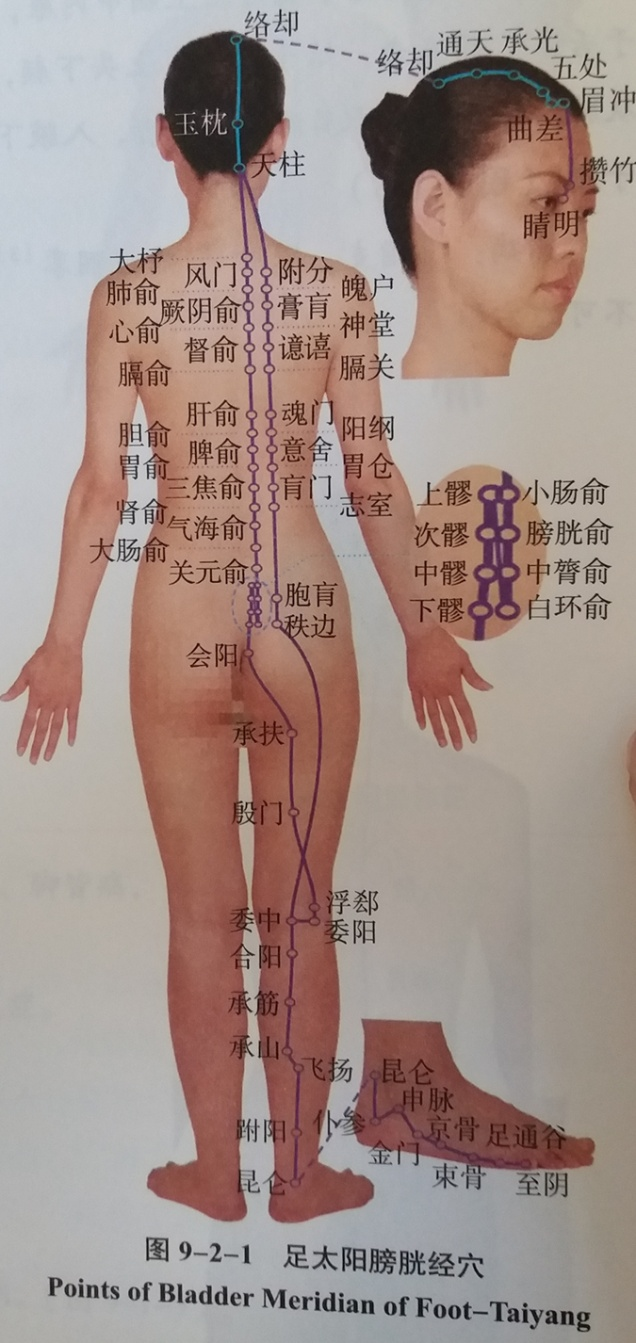 络却
络却
通天 承光
五处
眉冲
曲差
玉枕
天柱
攒竹
睛明
大杼
风门
附分
肺俞
魄户
厥阴俞
膏肓
心俞
神堂
督俞
譩譆
膈俞
膈关
肝俞
魂门
胆俞
阳纲
脾俞
意舍
胃俞
胃仓
三焦俞
肓门
肾俞
志室
气海俞
大肠俞
关元俞
上髎
小肠俞
次髎
膀胱俞
中髎
中膂俞
下髎
白环俞
胞肓
秩边
会阳
承扶
殷门
浮郄
委中
委阳
合阳
承筋
承山
飞扬
昆仑
申脉
跗阳
仆参
京骨
足通谷
金门
束骨
至阴
昆仑
图 9-2-1 足太阳膀胱经穴
Points of Bladder Meridian of Foot-Taiyang